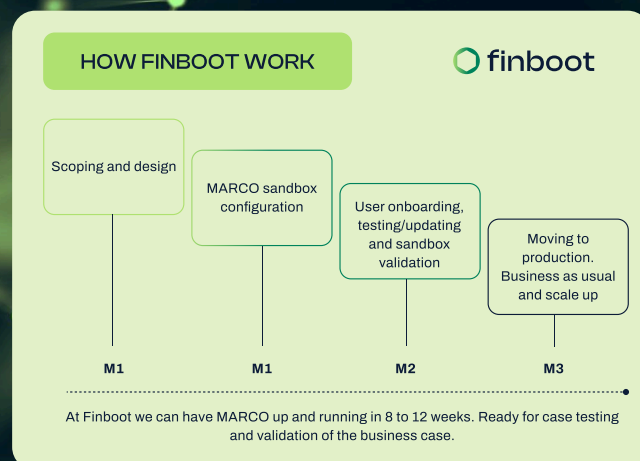 HOW FINBOOT WORK
finboot
Scoping and design
MARCO sandbox
configuration
User onboarding,
testing/updating
and sandbox
validation
Moving to
production.
Business as usual
and scale up
M1
M1
M2
M3
At Finboot we can have MARCO up and running in 8 to 12 weeks. Ready for case testing
and validation of the business case.